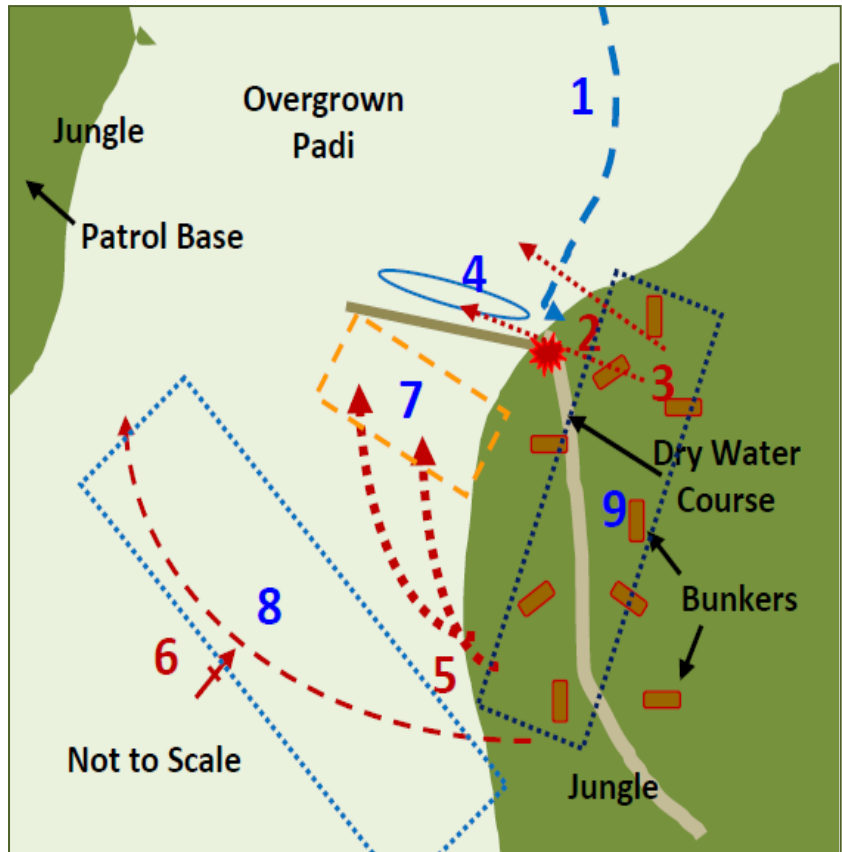 1
Overgrown
Padi
Jungle
Patrol Base
4
2
3
7
Dry Water
Course
9
8
Bunkers
6
5
Not to Scale
Jungle